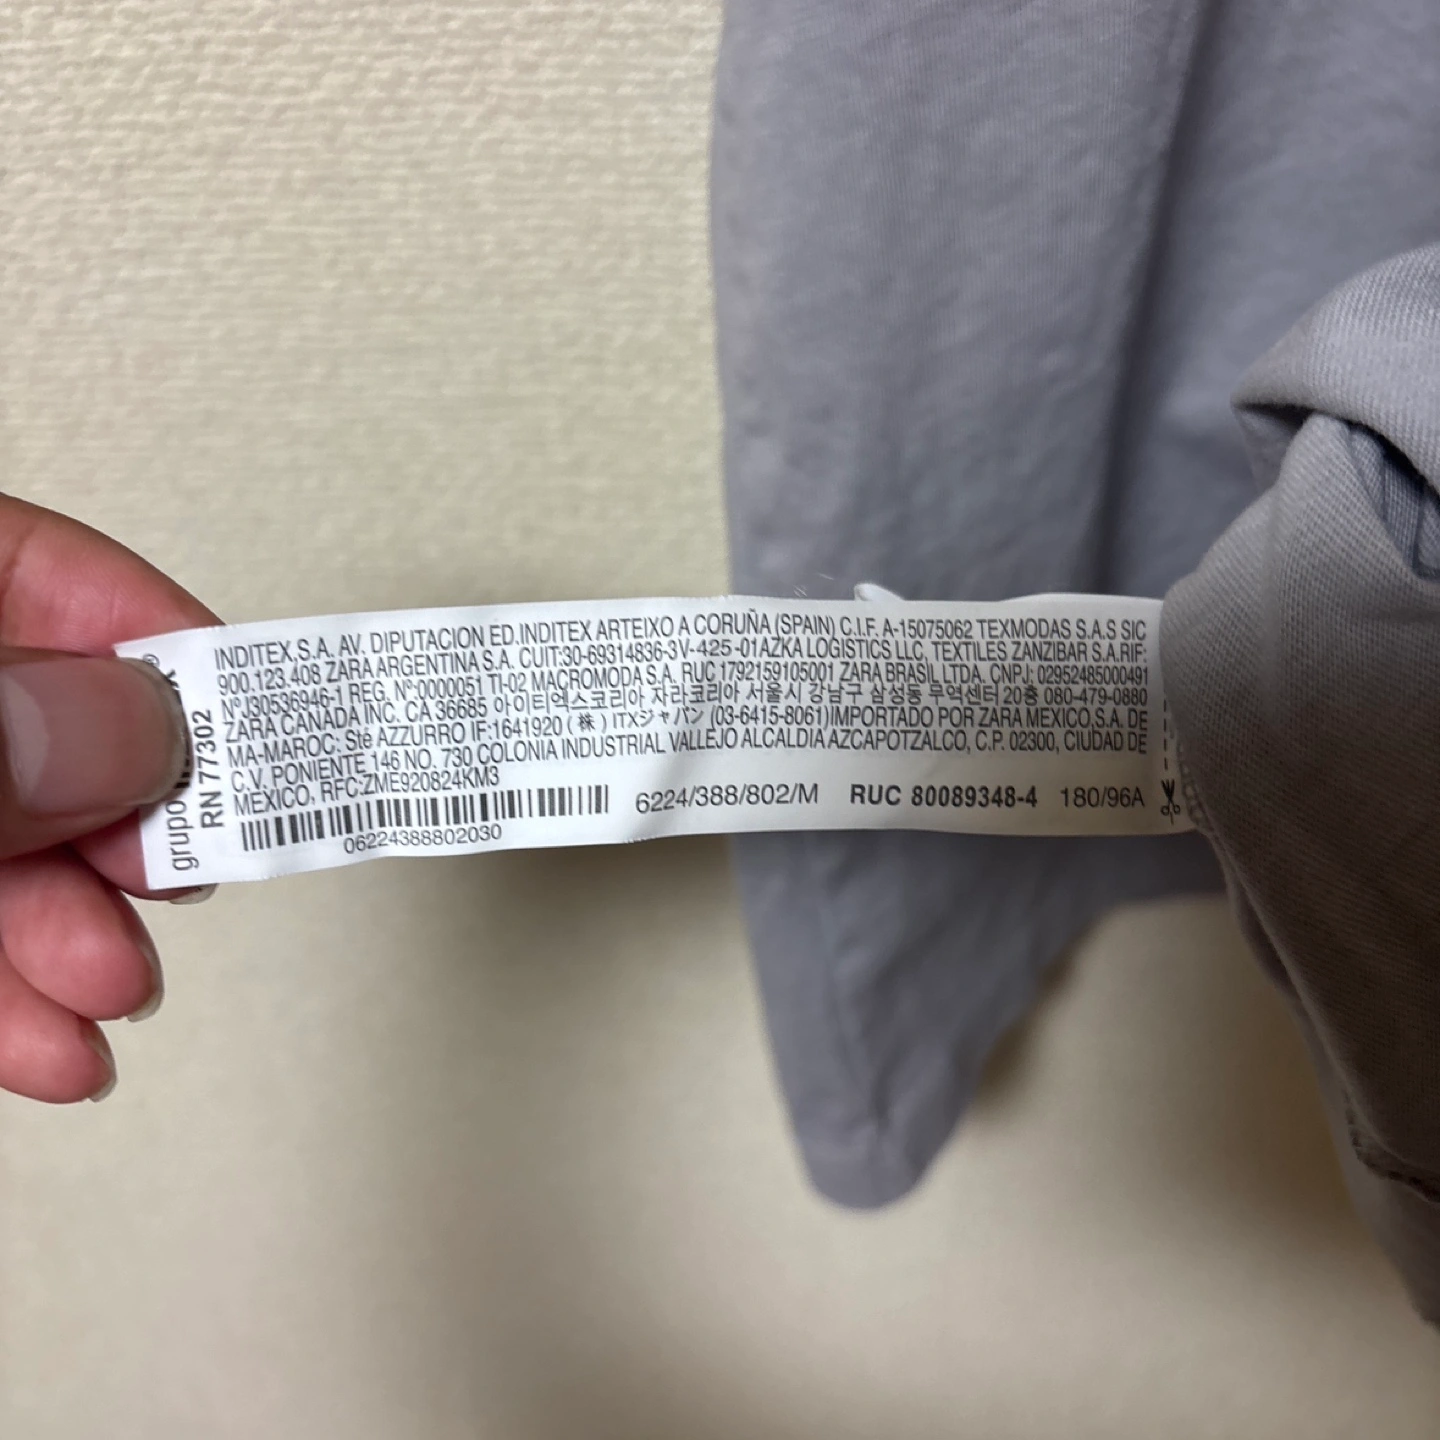 grupo
RN 77302
INDITEX S.A. AV. DIPUTACION ED.INDITEX ARTEIXO A CORUÑA (SPAIN) C.I.F. A-15075062 TEXMODAS S.A.S SIC
900.123.408 ZARA ARGENTINA S.A. CUIT:30-69314836-3V-425-01AZKA LOGISTICS LLC, TEXTILES ZANZIBAR S.A.RIF:
NºJ30536946-1 REG. Nº:0000051 TI-02 MACROMODA S.A. RUC 1792159105001 ZARA BRASIL LTDA. CNPJ: 02952485000491
ZARA CANADA INC. CA 36685 아이티엑스코리아 자라코리아 서울시 강남구 삼성동 무역센터 20층 080-479-0880
MA-MAROC: Sté AZZURRO IF:1641920 (株) ITXジャパン (03-6415-8061)IMPORTADO POR ZARA MEXICO,S.A. DE
C.V. PONIENTE 146 NO. 730 COLONIA INDUSTRIAL VALLEJO ALCALDIA AZCAPOTZALCO, C.P. 02300, CIUDAD DE
MEXICO, RFC:ZME920824KM3
06224388802030
6224/388/802/M RUC 80089348-4 180/96A